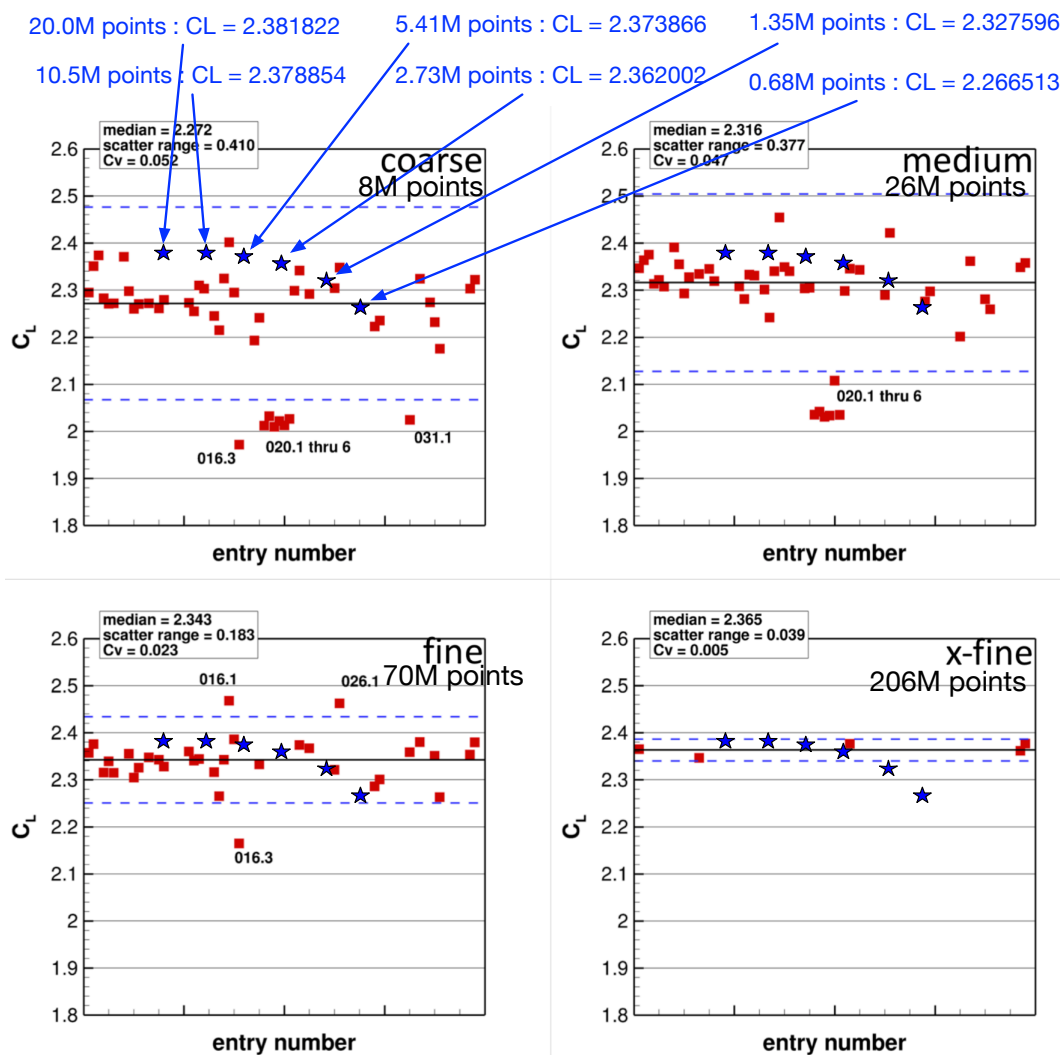 20.0M points : CL = 2.381822
5.41M points : CL = 2.373866
1.35M points : CL = 2.327596
10.5M points : CL = 2.378854
2.73M points : CL = 2.362002
0.68M points : CL = 2.266513
median = 2.272
scatter range = 0.410
Cv = 0.052
coarse
8M points
2.6
2.5
2.4
2.3
2.2
2.1
2
1.9
1.8
CL
016.3
020.1 thru 6
031.1
entry number
median = 2.316
scatter range = 0.377
Cv = 0.047
medium
26M points
2.6
2.5
2.4
2.3
2.2
2.1
2
1.9
1.8
CL
020.1 thru 6
entry number
median = 2.343
scatter range = 0.183
Cv = 0.023
fine
70M points
2.6
2.5
2.4
2.3
2.2
2.1
2
1.9
1.8
CL
016.1
026.1
016.3
entry number
median = 2.365
scatter range = 0.039
Cv = 0.005
x-fine
206M points
2.6
2.5
2.4
2.3
2.2
2.1
2
1.9
1.8
CL
entry number